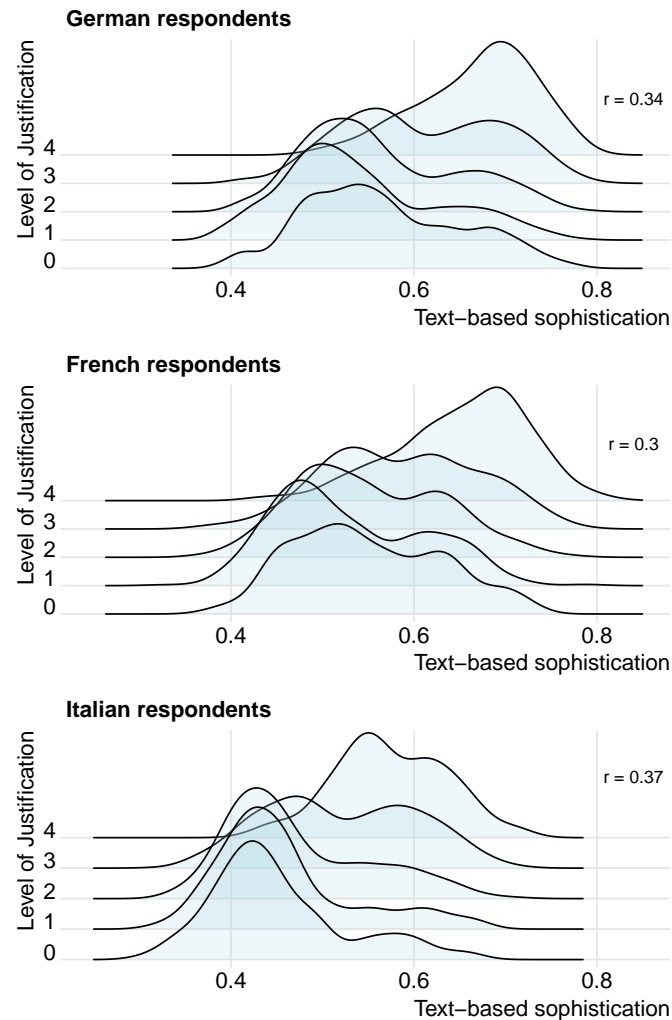 German respondents
Level of Justification
4
3
2
1
0
r = 0.34
0.4 0.6 0.8
Text−based sophistication
French respondents
Level of Justification
4
3
2
1
0
r = 0.3
0.4 0.6 0.8
Text−based sophistication
Italian respondents
Level of Justification
4
3
2
1
0
r = 0.37
0.4 0.6 0.8
Text−based sophistication